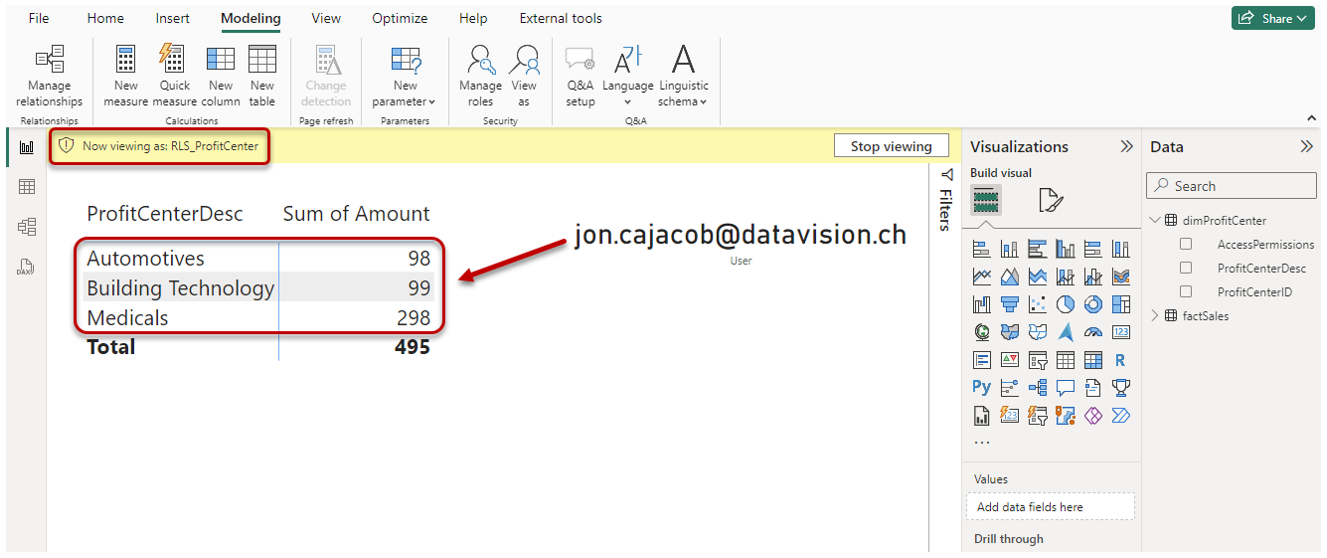 File Home Insert Modeling View Optimize Help External tools Share
Manage relationships
New measure
Quick measure
New column
New table
Change detection
New parameter
Manage roles
View as
Q&A setup
Language
Linguistic schema
Relationships Calculations Page refresh Parameters Security Q&A
Now viewing as: RLS_ProfitCenter
Stop viewing
ProfitCenterDesc Sum of Amount
Automotives 98
Building Technology 99
Medicals 298
Total 495
jon.cajacob@datavision.ch
User
Filters
Visualizations
Build visual
123
R
Py
123
...
Values
Add data fields here
Drill through
Data
Search
dimProfitCenter
AccessPermissions
ProfitCenterDesc
ProfitCenterID
factSales
DAX